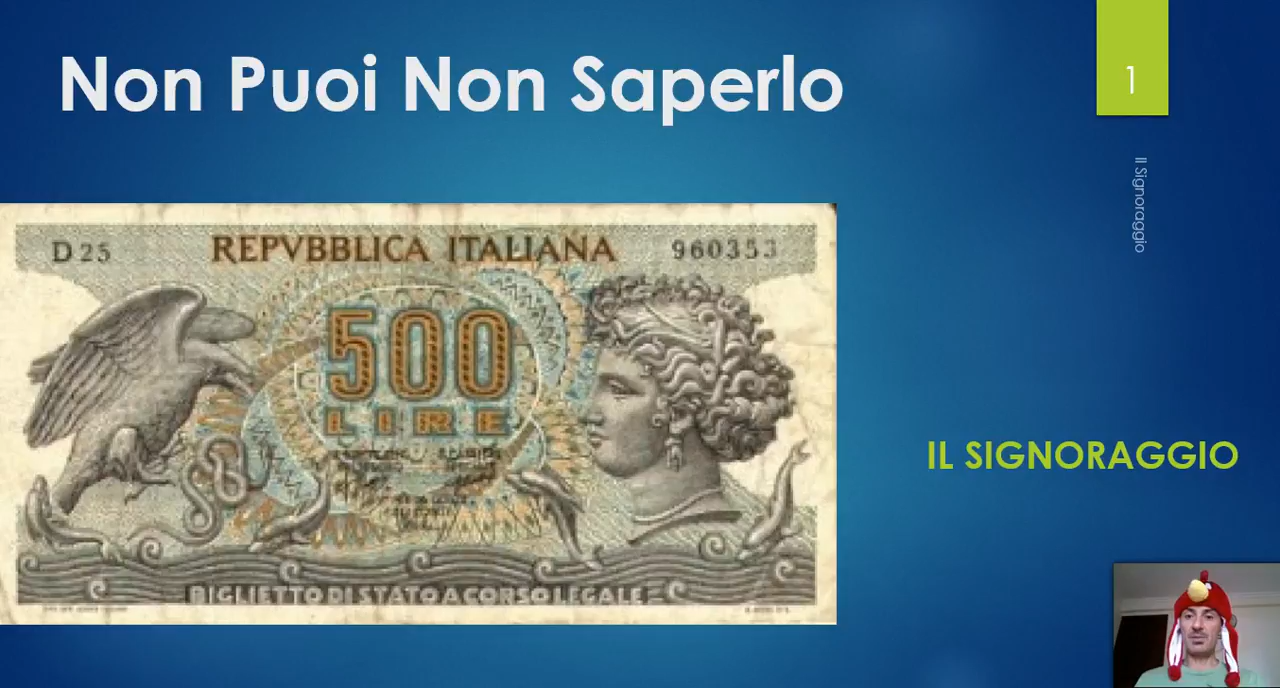 Non Puoi Non Saperlo
1
Il Signoraggio
D 25
REPVBBLICA ITALIANA
960353
500
LIRE
BIGLIETTO DI STATO A CORSO LEGALE
IL SIGNORAGGIO